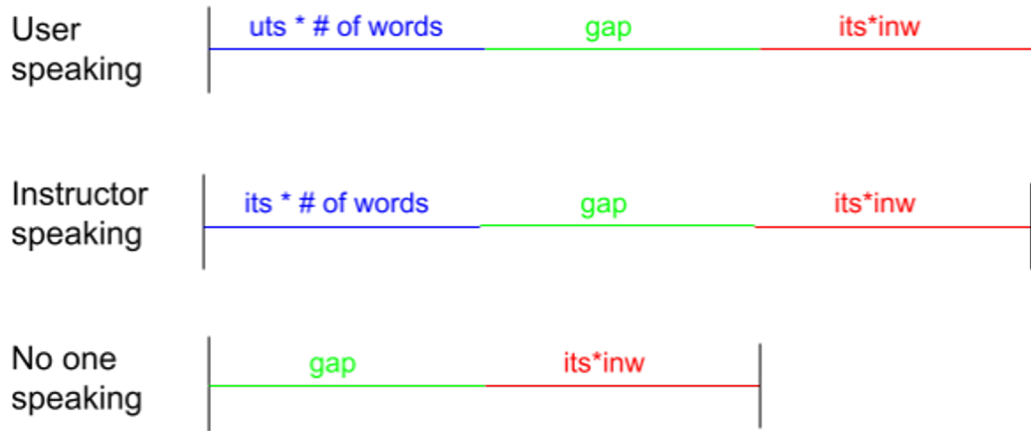 User speaking
uts * # of words
gap
its*inw
Instructor speaking
its * # of words
gap
its*inw
No one speaking
gap
its*inw